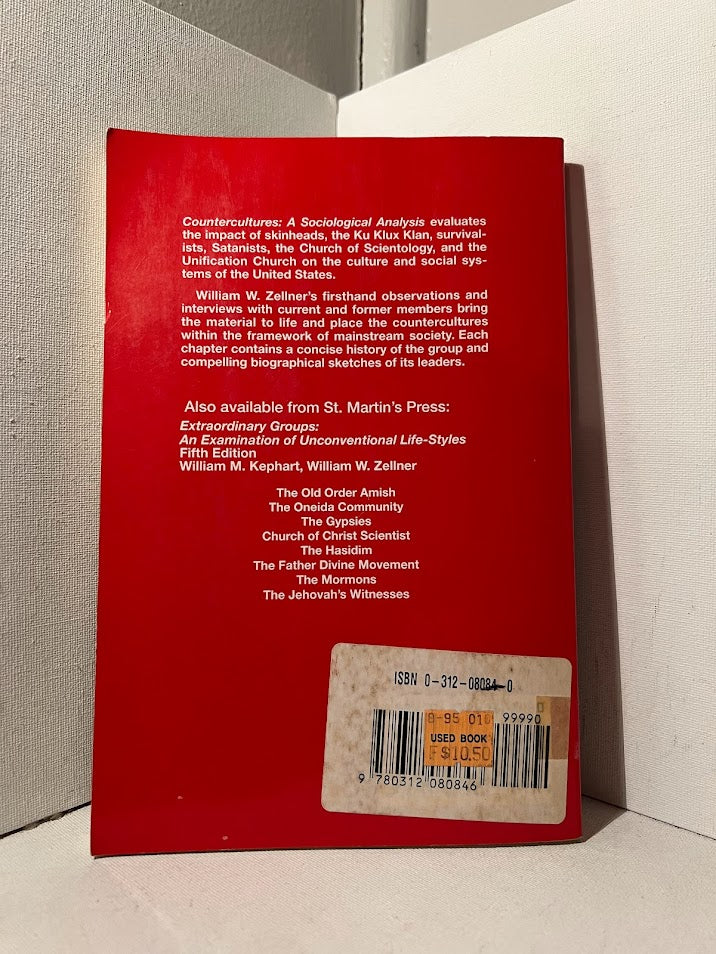 Countercultures: A Sociological Analysis evaluates
the impact of skinheads, the Ku Klux Klan, survival-
ists, Satanists, the Church of Scientology, and the
Unification Church on the culture and social sys-
tems of the United States.
William W. Zellner's firsthand observations and
interviews with current and former members bring
the material to life and place the countercultures
within the framework of mainstream society. Each
chapter contains a concise history of the group and
compelling biographical sketches of its leaders.
Also available from St. Martin's Press:
Extraordinary Groups:
An Examination of Unconventional Life-Styles
Fifth Edition
William M. Kephart, William W. Zellner
The Old Order Amish
The Oneida Community
The Gypsies
Church of Christ Scientist
The Hasidim
The Father Divine Movement
The Mormons
The Jehovah's Witnesses
ISBN 0-312-08084-0
8-95 01 99990
USED BOOK
$10.50
9 780312 080846